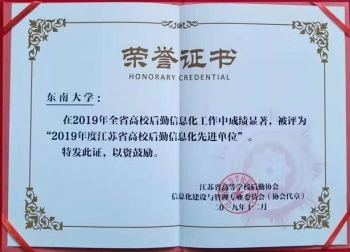 荣誉证书
HONORARY CREDENTIAL
东南大学：
在2019年全省高校后勤信息化工作中成绩显著，被评为
“2019年度江苏省高校后勤信息化先进单位”。
特发此证，以资鼓励。
江苏省高等学校后勤协会
信息化建设与管理专业委员会（协会代章）
二〇一九年十二月